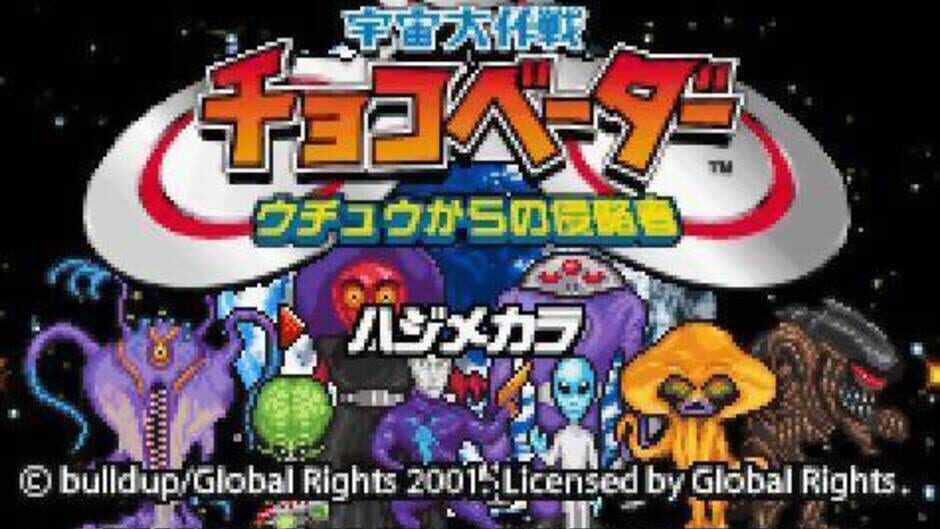 宇宙大作戦
チョコベーダー
TM
ウチュウからの侵略者
ハジメカラ
© buildup/Global Rights 2001. Licensed by Global Rights.